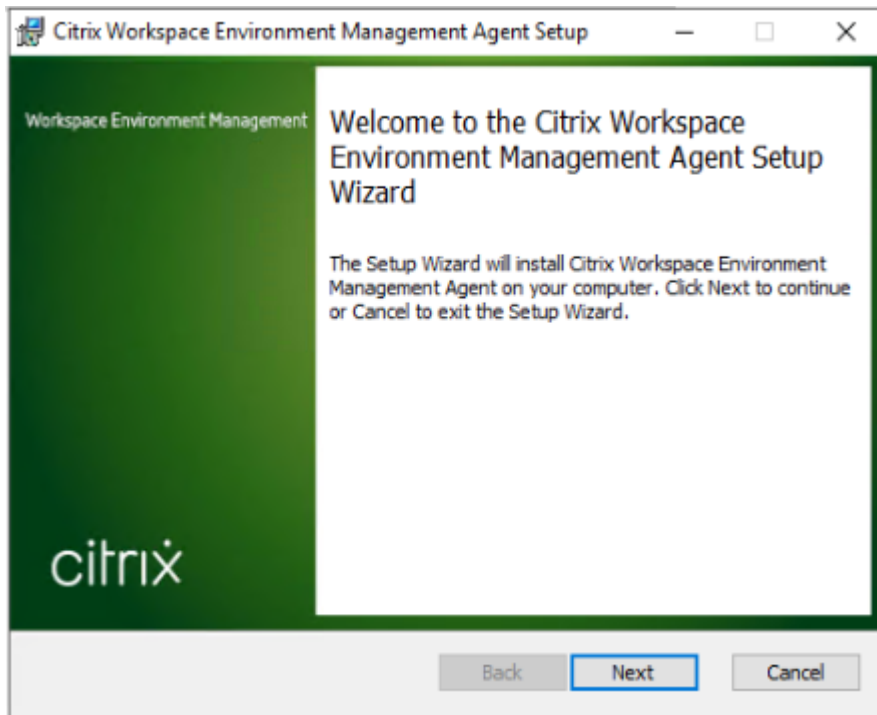 Citrix Workspace Environment Management Agent Setup
Workspace Environment Management
Welcome to the Citrix Workspace
Environment Management Agent Setup
Wizard
The Setup Wizard will install Citrix Workspace Environment
Management Agent on your computer. Click Next to continue
or Cancel to exit the Setup Wizard.
citrix
Back
Next
Cancel